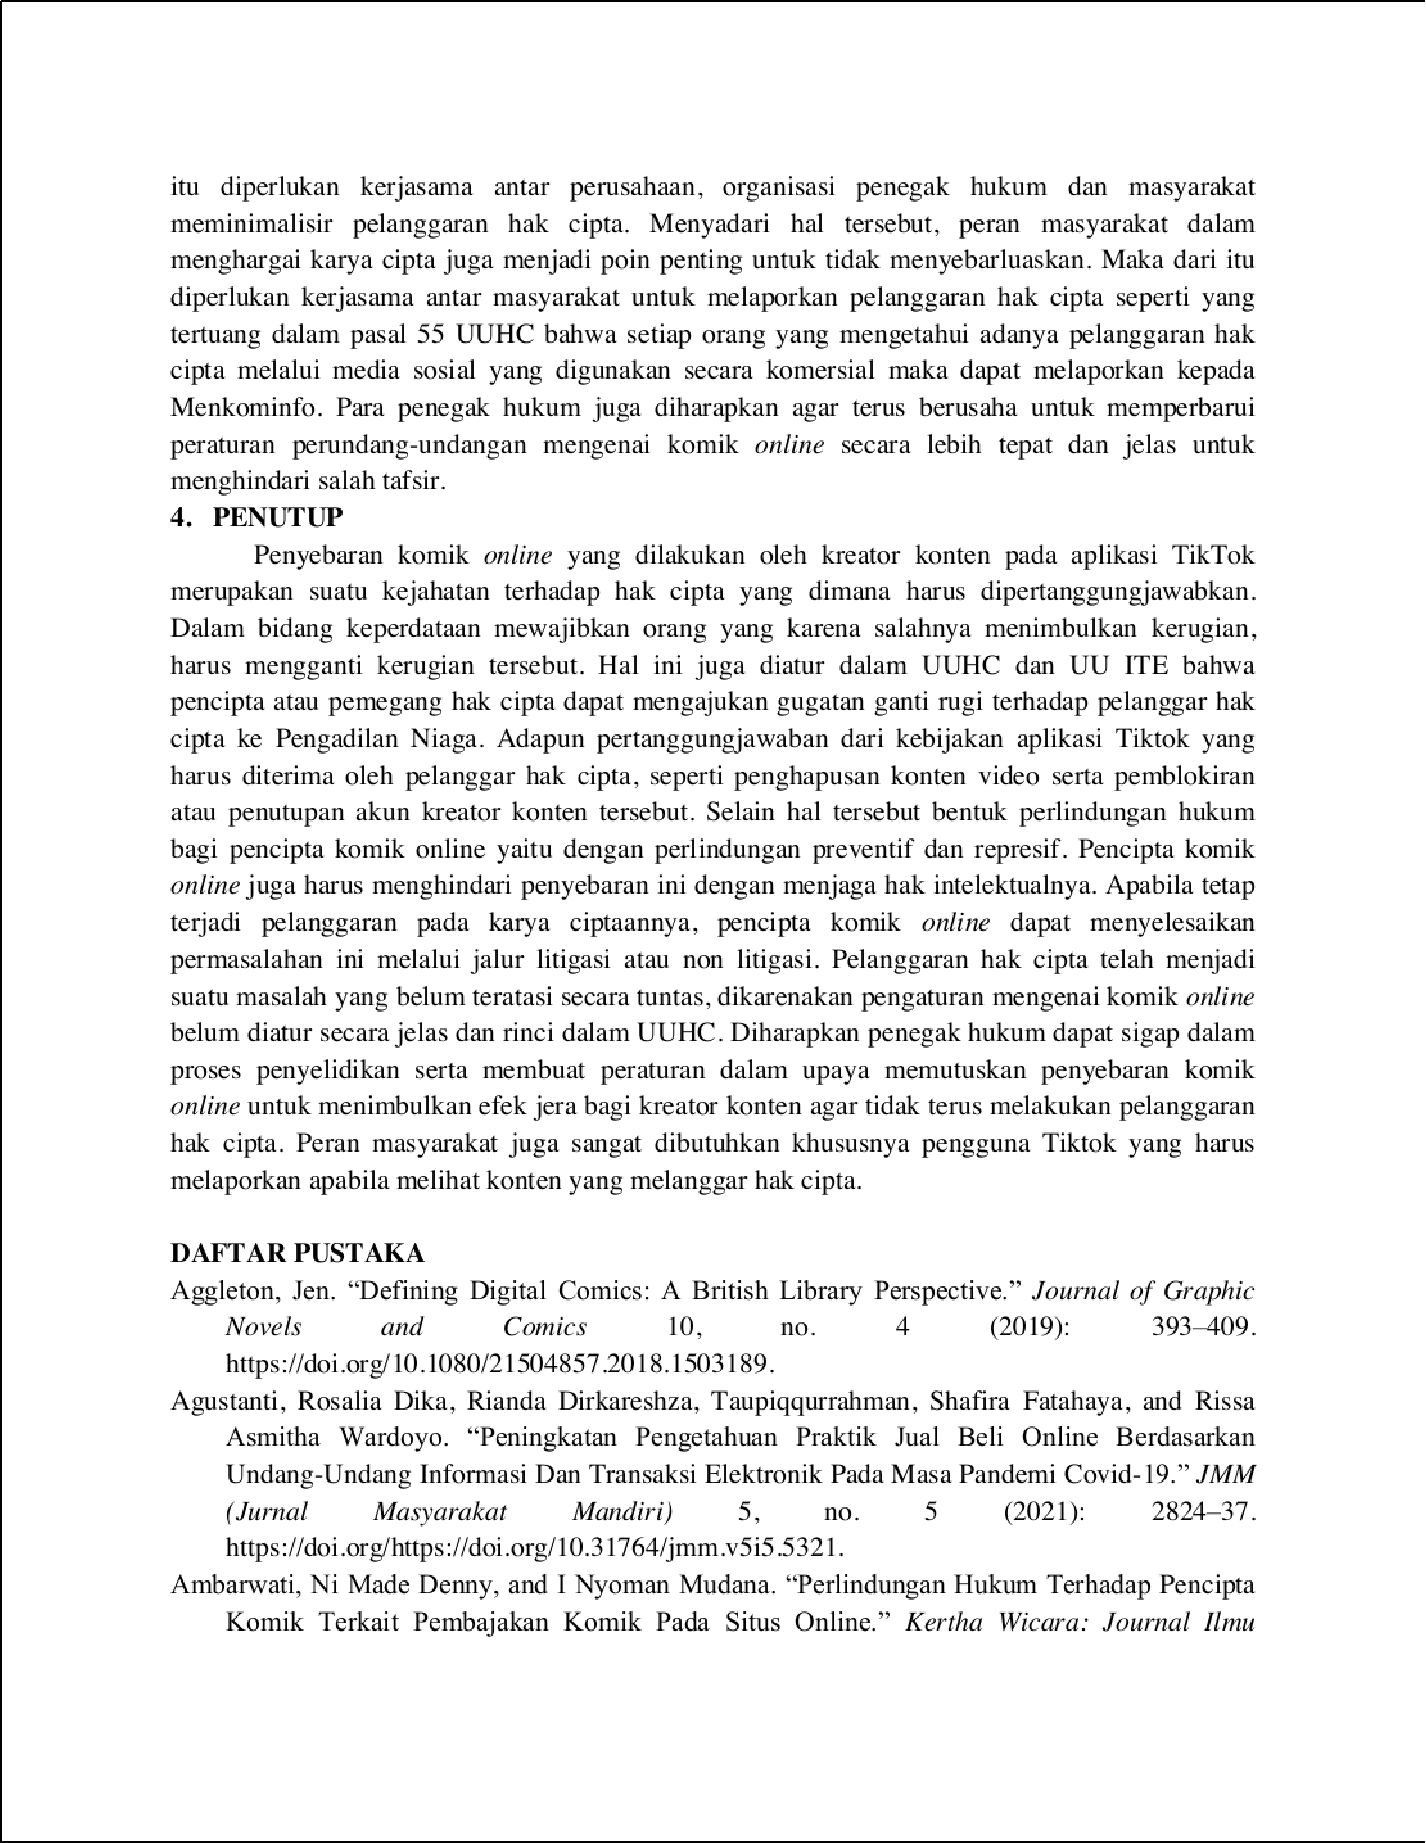 itu diperlukan kerjasama antar perusahaan, organisasi penegak hukum dan masyarakat
meminimalisir pelanggaran hak cipta. Menyadari hal tersebut, peran masyarakat dalam
menghargai karya cipta juga menjadi poin penting untuk tidak menyebarluaskan. Maka dari itu
diperlukan kerjasama antar masyarakat untuk melaporkan pelanggaran hak cipta seperti yang
tertuang dalam pasal 55 UUHC bahwa setiap orang yang mengetahui adanya pelanggaran hak
cipta melalui media sosial yang digunakan secara komersial maka dapat melaporkan kepada
Menkominfo. Para penegak hukum juga diharapkan agar terus berusaha untuk memperbarui
peraturan perundang-undangan mengenai komik online secara lebih tepat dan jelas untuk
menghindari salah tafsir.
4. PENUTUP
Penyebaran komik online yang dilakukan oleh kreator konten pada aplikasi TikTok
merupakan suatu kejahatan terhadap hak cipta yang dimana harus dipertanggungjawabkan.
Dalam bidang keperdataan mewajibkan orang yang karena salahnya menimbulkan kerugian,
harus mengganti kerugian tersebut. Hal ini juga diatur dalam UUHC dan UU ITE bahwa
pencipta atau pemegang hak cipta dapat mengajukan gugatan ganti rugi terhadap pelanggar hak
cipta ke Pengadilan Niaga. Adapun pertanggungjawaban dari kebijakan aplikasi Tiktok yang
harus diterima oleh pelanggar hak cipta, seperti penghapusan konten video serta pemblokiran
atau penutupan akun kreator konten tersebut. Selain hal tersebut bentuk perlindungan hukum
bagi pencipta komik online yaitu dengan perlindungan preventif dan represif. Pencipta komik
online juga harus menghindari penyebaran ini dengan menjaga hak intelektualnya. Apabila tetap
terjadi pelanggaran pada karya ciptaannya, pencipta komik online dapat menyelesaikan
permasalahan ini melalui jalur litigasi atau non litigasi. Pelanggaran hak cipta telah menjadi
suatu masalah yang belum teratasi secara tuntas, dikarenakan pengaturan mengenai komik online
belum diatur secara jelas dan rinci dalam UUHC. Diharapkan penegak hukum dapat sigap dalam
proses penyelidikan serta membuat peraturan dalam upaya memutuskan penyebaran komik
online untuk menimbulkan efek jera bagi kreator konten agar tidak terus melakukan pelanggaran
hak cipta. Peran masyarakat juga sangat dibutuhkan khususnya pengguna Tiktok yang harus
melaporkan apabila melihat konten yang melanggar hak cipta.
DAFTAR PUSTAKA
Aggleton, Jen. “Defining Digital Comics: A British Library Perspective.” Journal of Graphic
Novels and Comics 10, no. 4 (2019): 393–409.
https://doi.org/10.1080/21504857.2018.1503189.
Agustanti, Rosalia Dika, Rianda Dirkareshza, Taupiqqurrahman, Shafira Fatahaya, and Rissa
Asmitha Wardoyo. “Peningkatan Pengetahuan Praktik Jual Beli Online Berdasarkan
Undang-Undang Informasi Dan Transaksi Elektronik Pada Masa Pandemi Covid-19.” JMM
(Jurnal Masyarakat Mandiri) 5, no. 5 (2021): 2824–37.
https://doi.org/https://doi.org/10.31764/jmm.v5i5.5321.
Ambarwati, Ni Made Denny, and I Nyoman Mudana. “Perlindungan Hukum Terhadap Pencipta
Komik Terkait Pembajakan Komik Pada Situs Online.” Kertha Wicara: Journal Ilmu